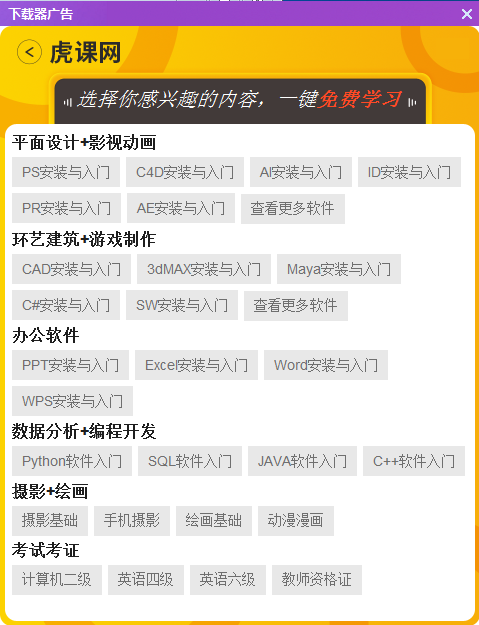 下载器广告
虎课网
选择你感兴趣的内容，一键免费学习
平面设计+影视动画
PS安装与入门 C4D安装与入门 AI安装与入门 ID安装与入门
PR安装与入门 AE安装与入门 查看更多软件
环艺建筑+游戏制作
CAD安装与入门 3dMAX安装与入门 Maya安装与入门
C#安装与入门 SW安装与入门 查看更多软件
办公软件
PPT安装与入门 Excel安装与入门 Word安装与入门
WPS安装与入门
数据分析+编程开发
Python软件入门 SQL软件入门 JAVA软件入门 C++软件入门
摄影+绘画
摄影基础 手机摄影 绘画基础 动漫漫画
考试考证
计算机二级 英语四级 英语六级 教师资格证